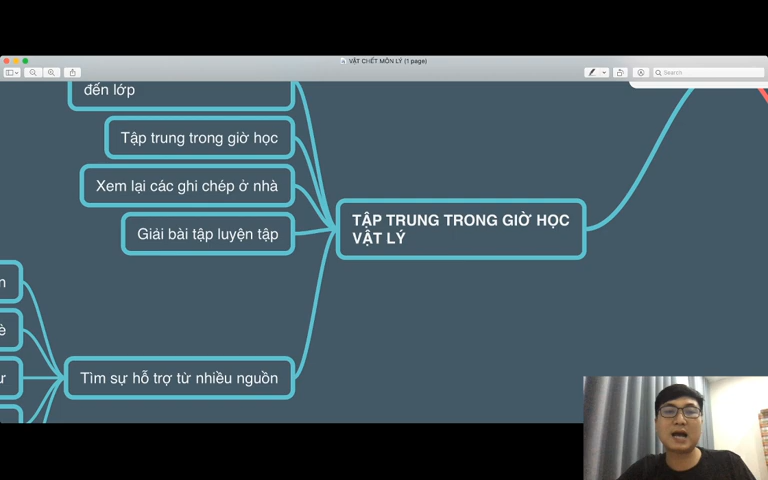 VẬT CHẾT MÔN LÝ (1 page)
Search
đến lớp
Tập trung trong giờ học
Xem lại các ghi chép ở nhà
Giải bài tập luyện tập
TẬP TRUNG TRONG GIỜ HỌC
VẬT LÝ
Tìm sự hỗ trợ từ nhiều nguồn